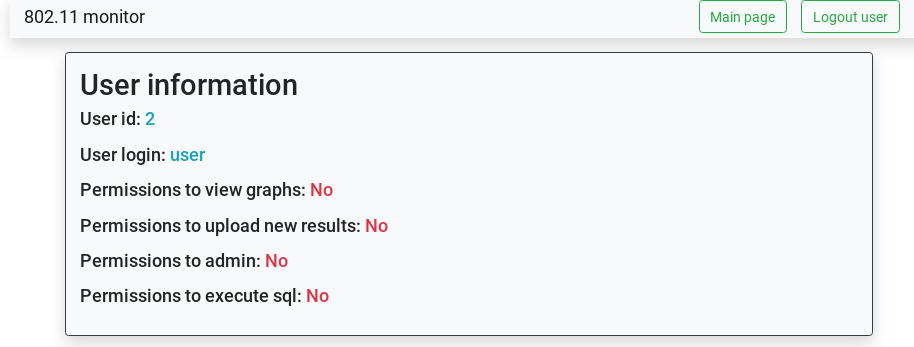 802.11 monitor Main page Logout user
User information
User id: 2
User login: user
Permissions to view graphs: No
Permissions to upload new results: No
Permissions to admin: No
Permissions to execute sql: No